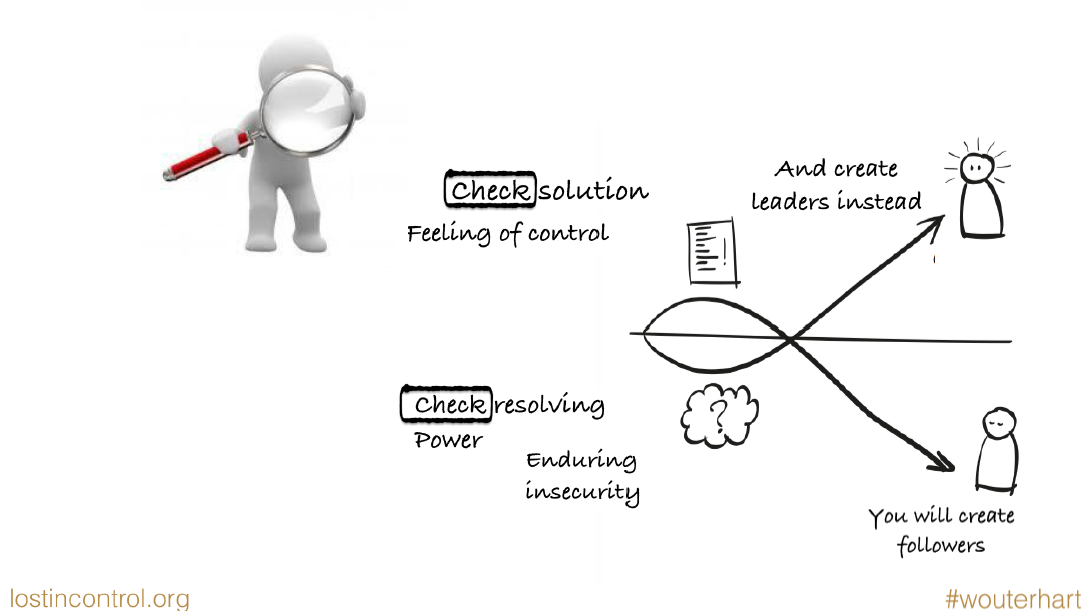 And create
leaders instead
Check solution
Feeling of control
?
Check resolving
Power
Enduring
insecurity
You will create
followers
lostincontrol.org
#wouterhart